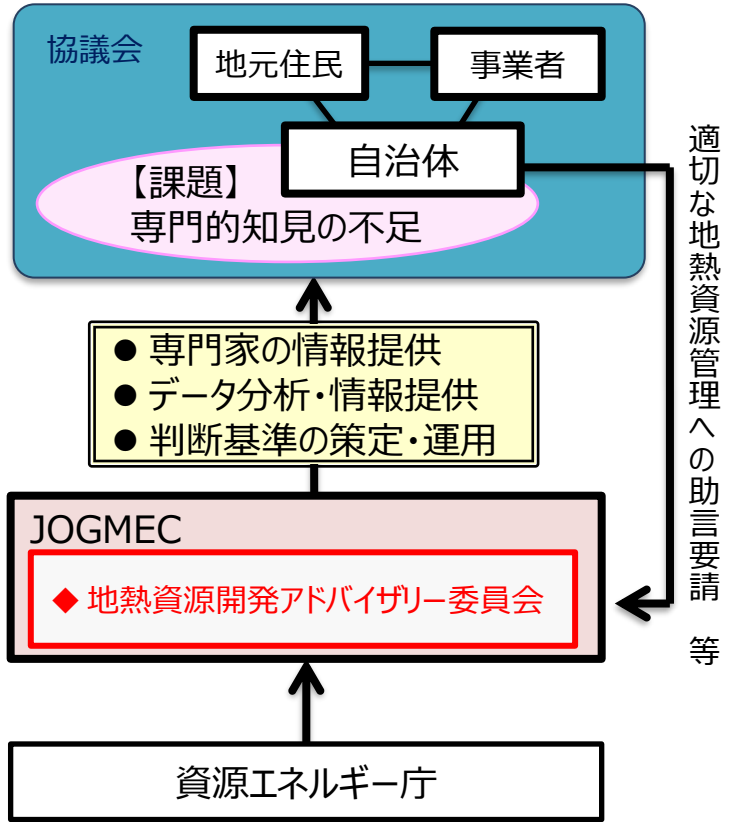 協議会
地元住民
事業者
自治体
【課題】
専門的知見の不足
適切な地熱資源管理への助言要請 等
● 専門家の情報提供
● データ分析・情報提供
● 判断基準の策定・運用
JOGMEC
◆ 地熱資源開発アドバイザリー委員会
資源エネルギー庁